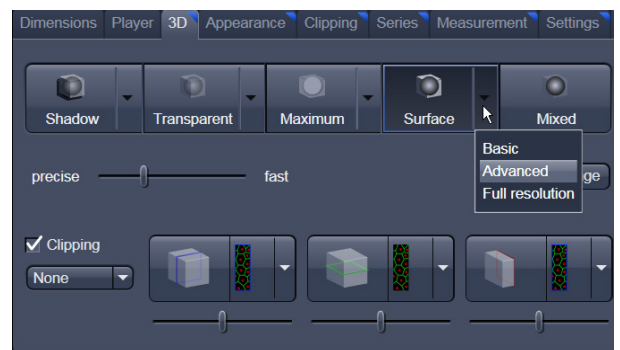 Dimensions Player 3D Appearance Clipping Series Measurement Settings
Shadow Transparent Maximum Surface Mixed
Basic
precise fast Advanced ge
Full resolution
Clipping
None